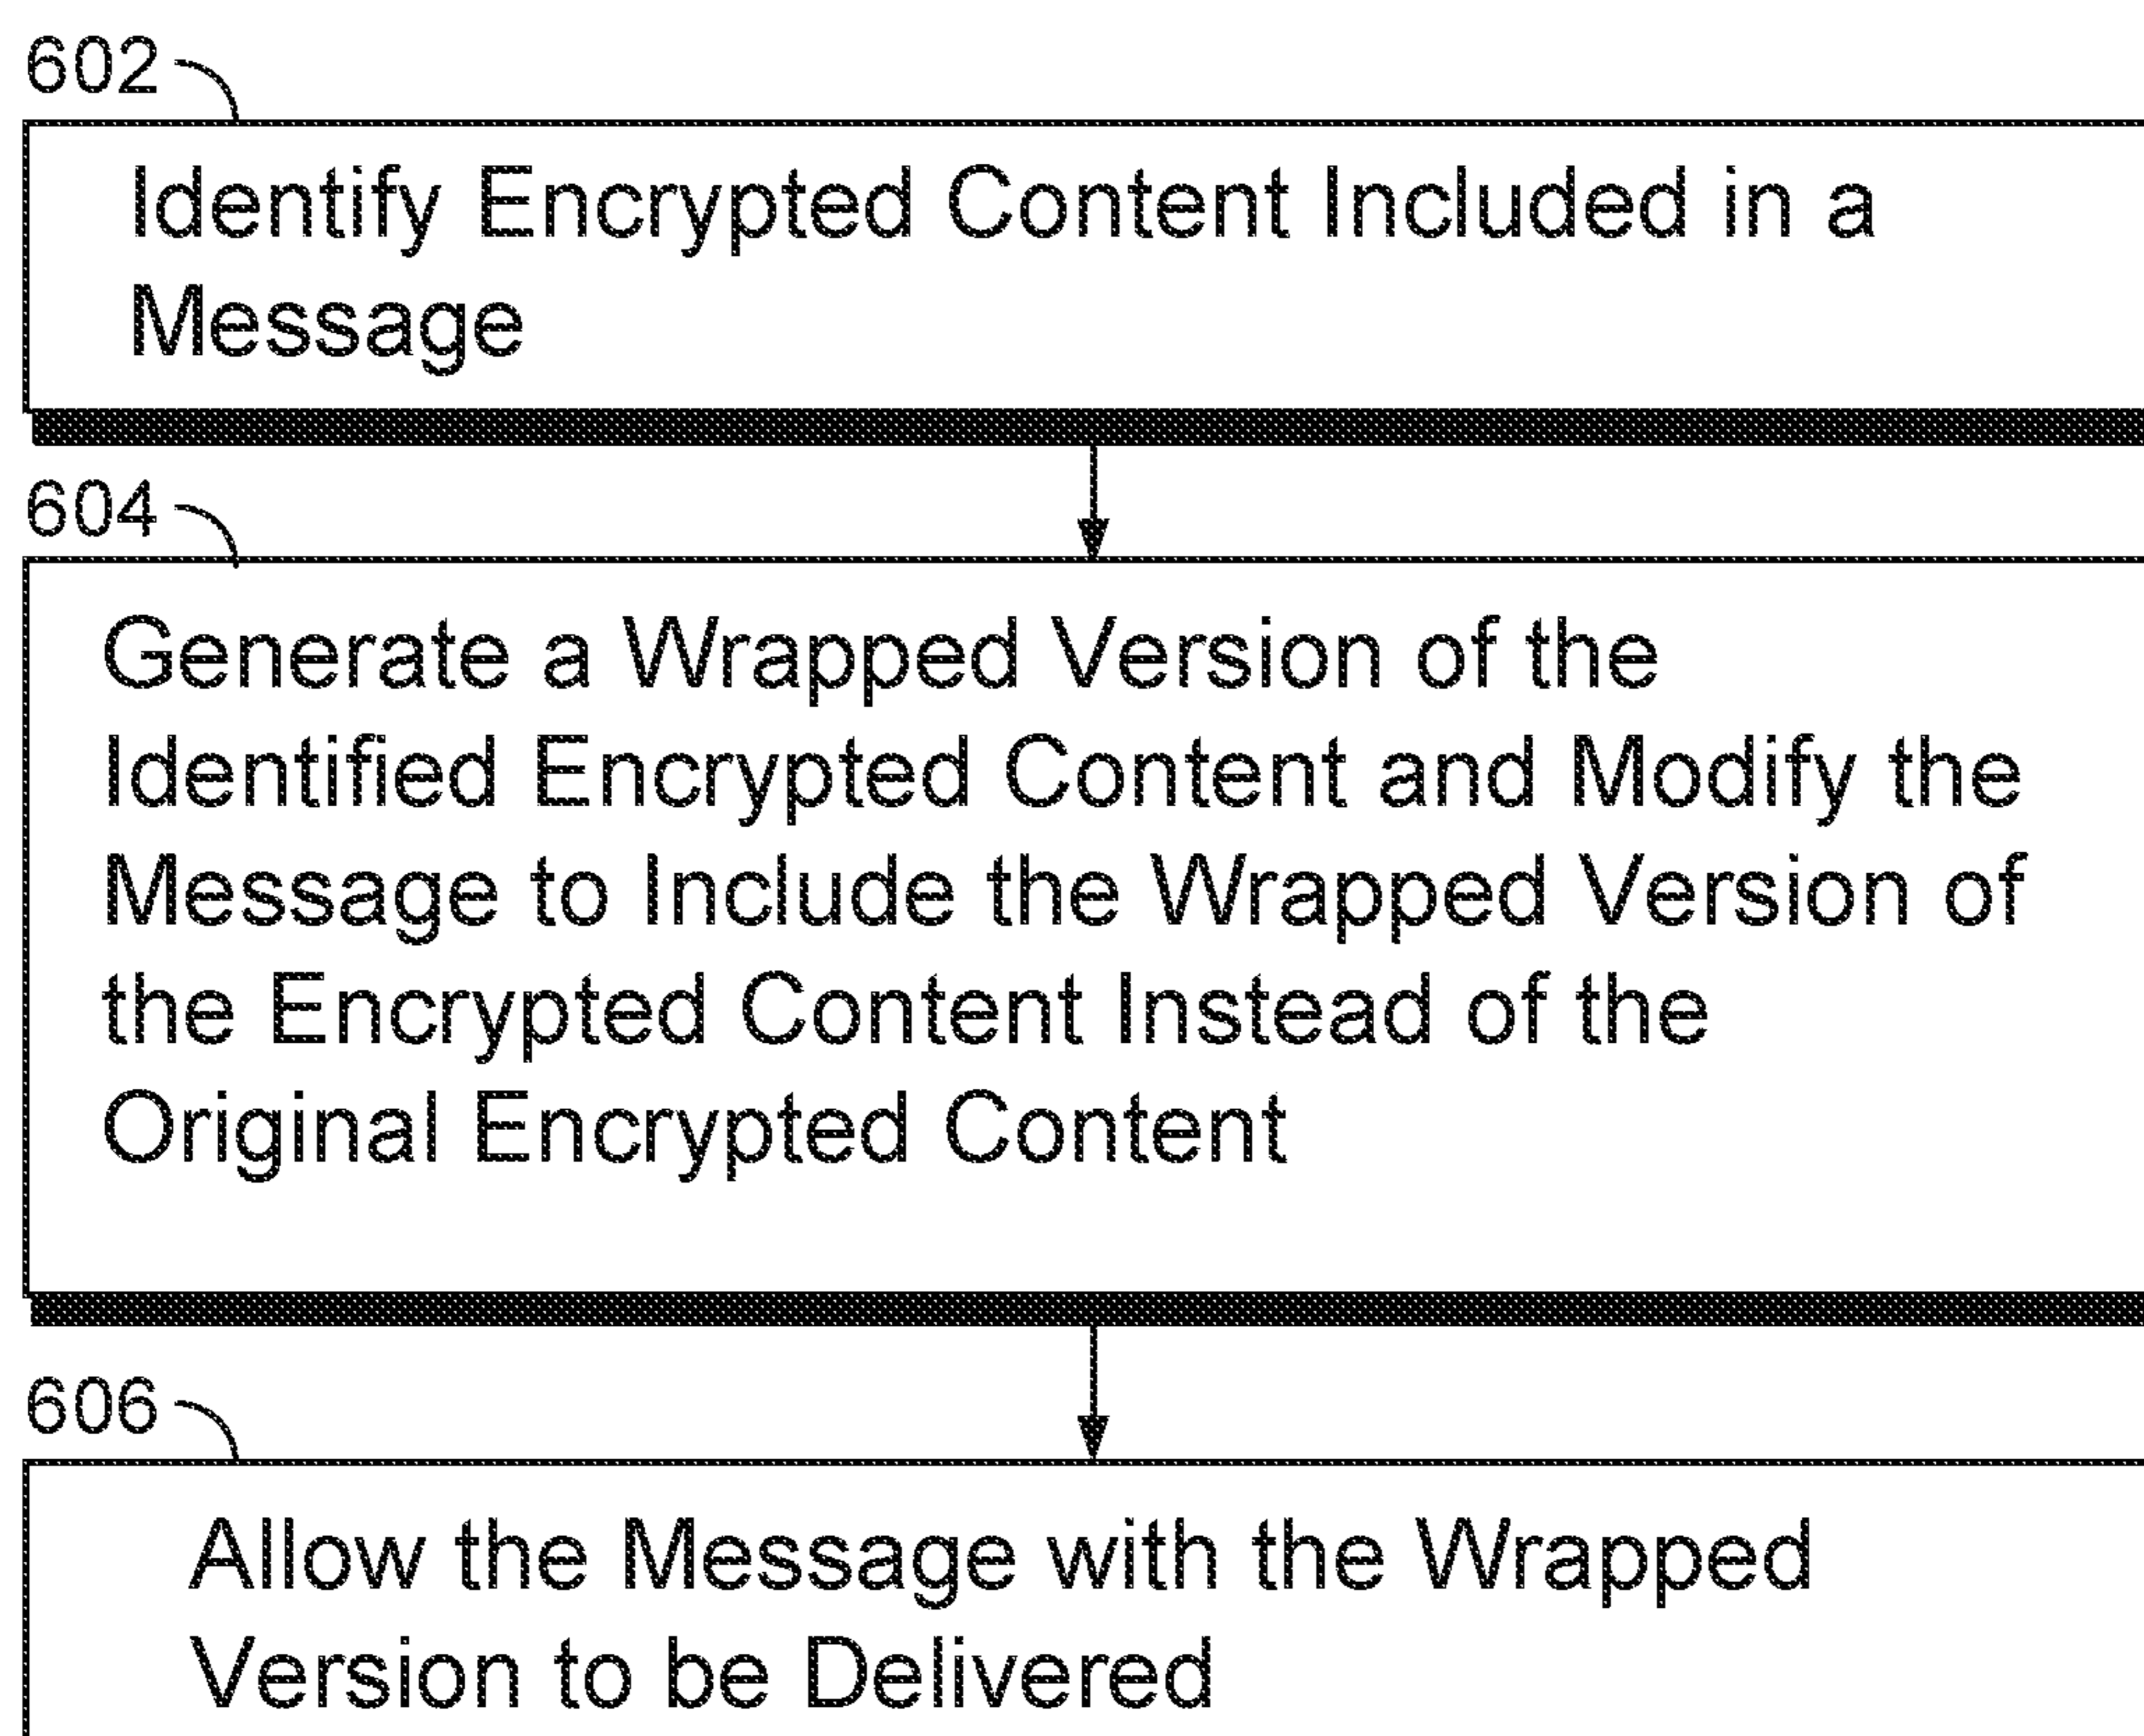 602
Identify Encrypted Content Included in a
Message
604
Generate a Wrapped Version of the
Identified Encrypted Content and Modify the
Message to Include the Wrapped Version of
the Encrypted Content Instead of the
Original Encrypted Content
606
Allow the Message with the Wrapped
Version to be Delivered